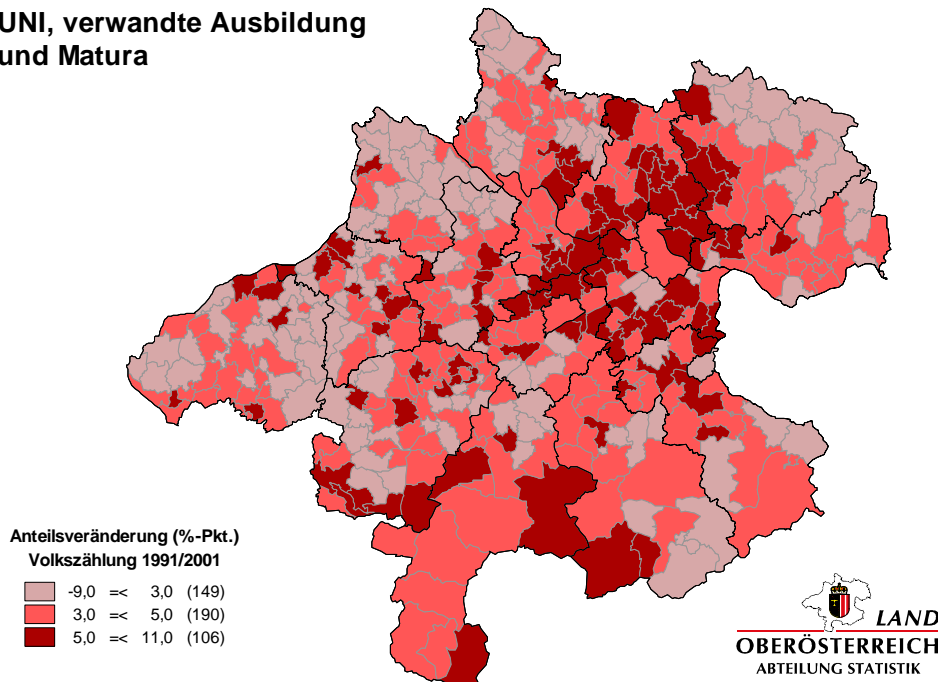 UNI, verwandte Ausbildung
und Matura
Anteilsveränderung (%-Pkt.)
Volkszählung 1991/2001
-9,0 =< 3,0 (149)
3,0 =< 5,0 (190)
5,0 =< 11,0 (106)
LAND
OBERÖSTERREICH
ABTEILUNG STATISTIK